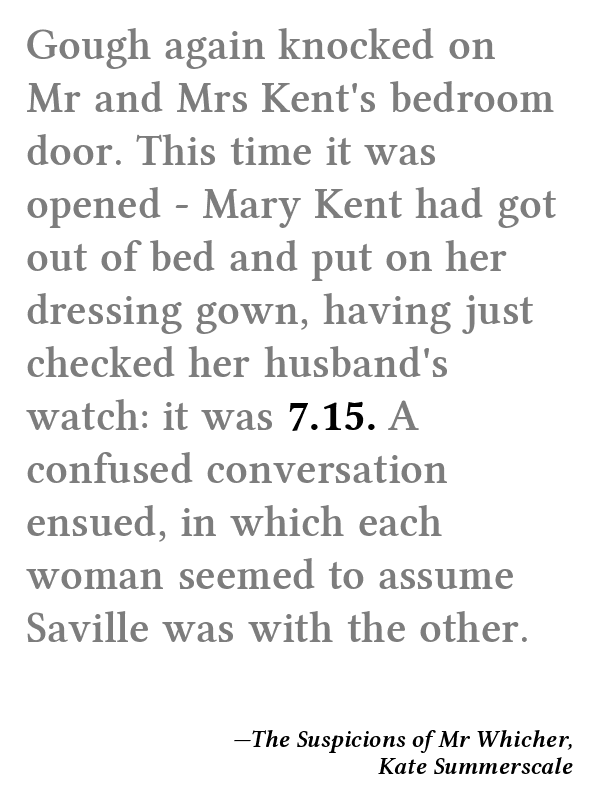 Gough again knocked on
Mr and Mrs Kent's bedroom
door. This time it was
opened - Mary Kent had got
out of bed and put on her
dressing gown, having just
checked her husband's
watch: it was 7.15. A
confused conversation
ensued, in which each
woman seemed to assume
Saville was with the other.
—The Suspicions of Mr Whicher,
Kate Summerscale